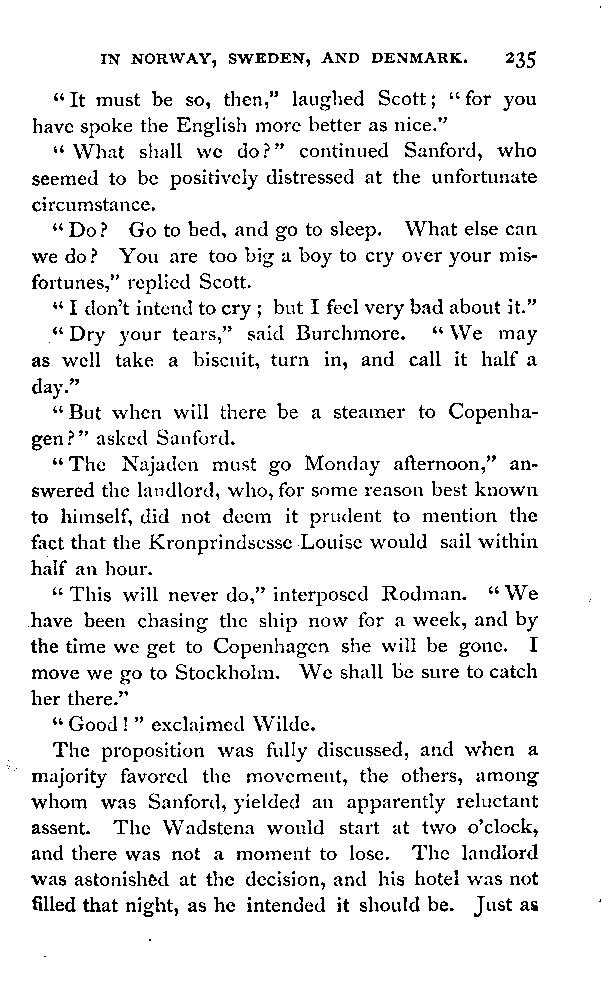 IN NORWAY, SWEDEN, AND DENMARK. 235
"It must be so, then," laughed Scott; "for you
have spoke the English more better as nice."
"What shall we do?" continued Sanford, who
seemed to be positively distressed at the unfortunate
circumstance.
"Do? Go to bed, and go to sleep. What else can
we do? You are too big a boy to cry over your mis-
fortunes," replied Scott.
"I don't intend to cry; but I feel very bad about it."
"Dry your tears," said Burchmore. "We may
as well take a biscuit, turn in, and call it half a
day."
"But when will there be a steamer to Copenha-
gen?" asked Sanford.
"The Najaden must go Monday afternoon," an-
swered the landlord, who, for some reason best known
to himself, did not deem it prudent to mention the
fact that the Kronprindsesse Louise would sail within
half an hour.
"This will never do," interposed Rodman. "We
have been chasing the ship now for a week, and by
the time we get to Copenhagen she will be gone. I
move we go to Stockholm. We shall be sure to catch
her there."
"Good!" exclaimed Wilde.
The proposition was fully discussed, and when a
majority favored the movement, the others, among
whom was Sanford, yielded an apparently reluctant
assent. The Wadstena would start at two o'clock,
and there was not a moment to lose. The landlord
was astonished at the decision, and his hotel was not
filled that night, as he intended it should be. Just as